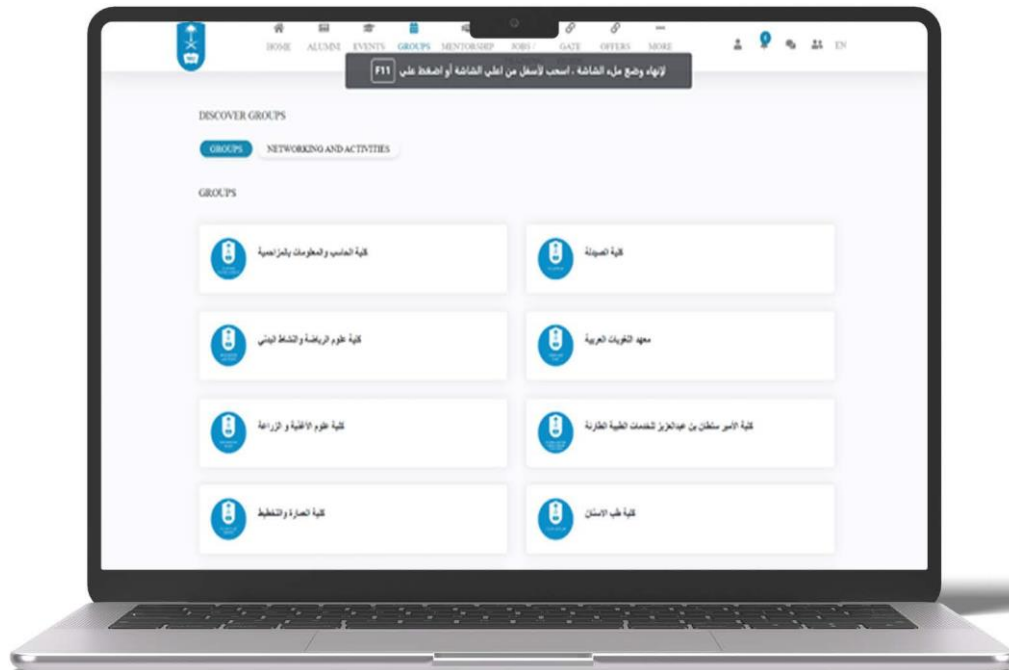 HOME ALUMNI EVENTS GROUPS MENTORSHIP JOBS / GATE OFFERS MORE EN
لإنهاء وضع ملء الشاشة ، اسحب لأسفل من اعلى الشاشة أو اضغط على F11
DISCOVER GROUPS
GROUPS NETWORKING AND ACTIVITIES
GROUPS
كلية الحاسب والمعلومات بالمزاحمية
كلية الصيدلة
كلية علوم الرياضة والنشاط البدني
معهد اللغويات العربية
كلية علوم الأغذية و الزراعة
كلية الأمير سلطان بن عبدالعزيز للخدمات الطبية الطارئة
كلية العمارة والتخطيط
كلية طب الاسنان